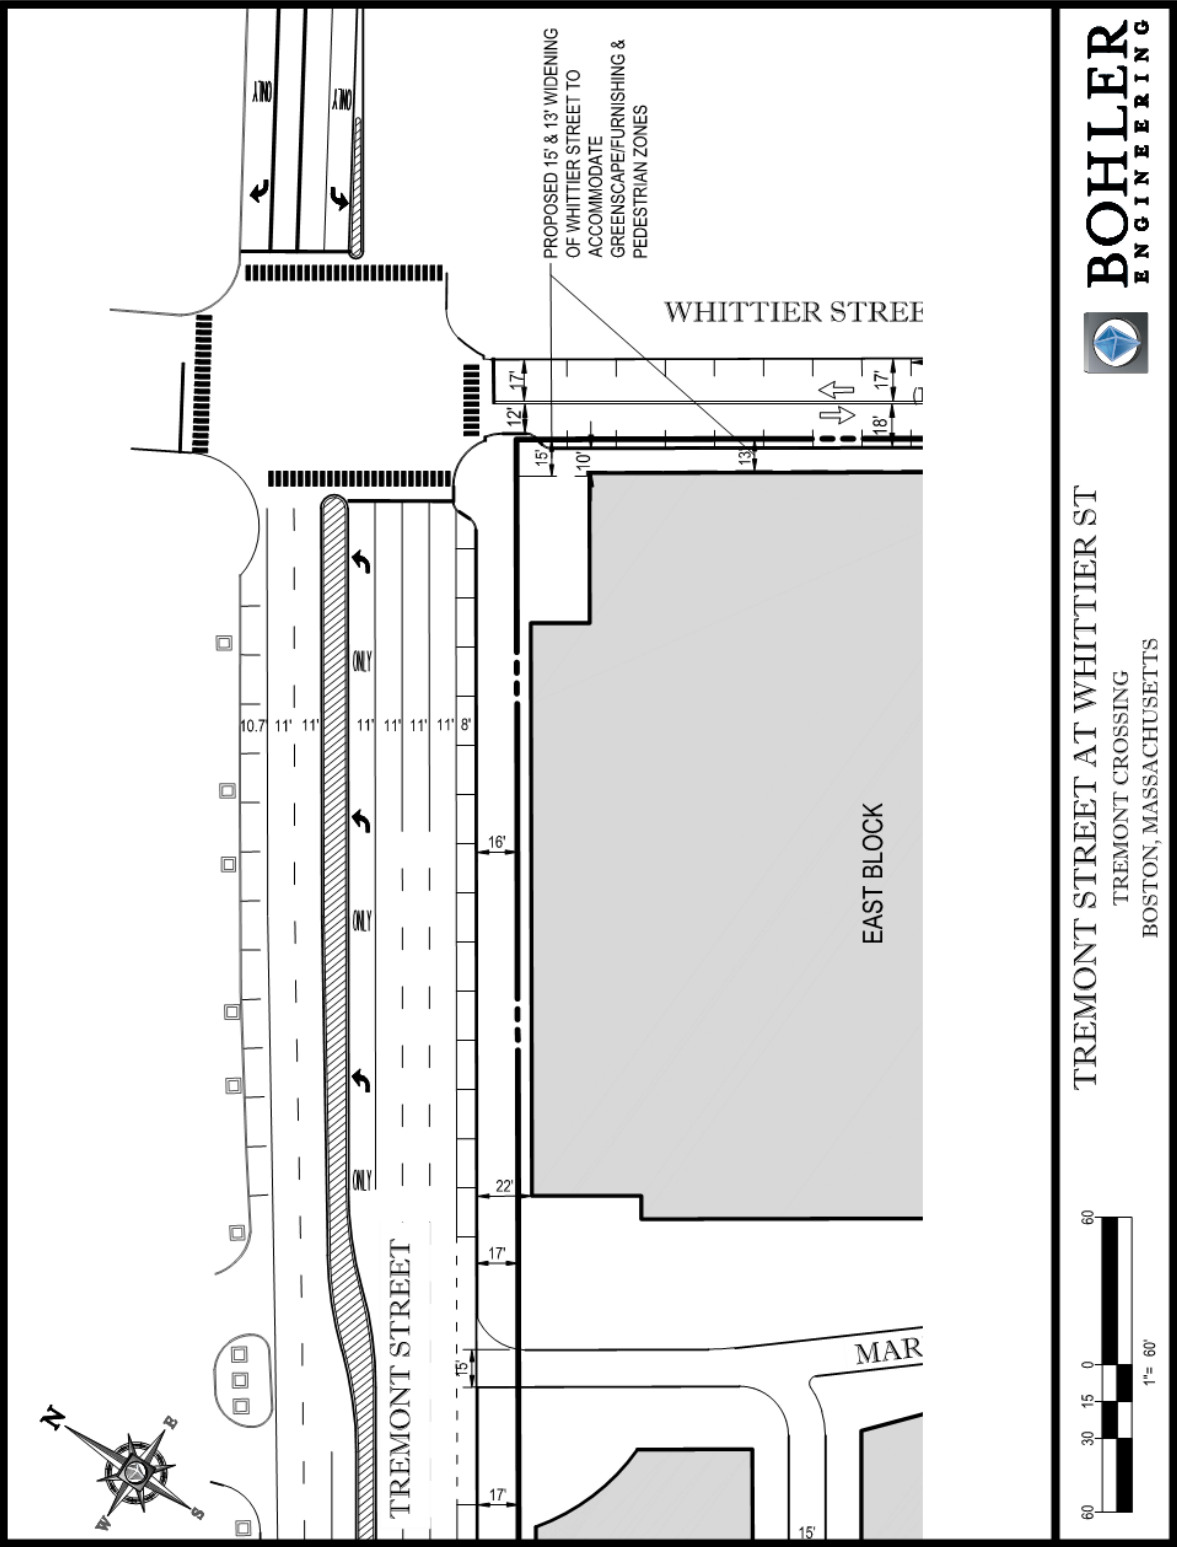 ONLY
ONLY
PROPOSED 15' & 13' WIDENING
OF WHITTIER STREET TO
ACCOMMODATE
GREENSCAPE/FURNISHING &
PEDESTRIAN ZONES
WHITTIER STREE
17'
12'
17'
18'
15'
10'
13'
ONLY
10.7'
11'
11'
11'
11'
11'
11'
8'
16'
ONLY
EAST BLOCK
ONLY
22'
17'
TREMONT STREET
15'
MAR
17'
15'
N
E
S
W
BOHLER
ENGINEERING
TREMONT STREET AT WHITTIER ST
TREMONT CROSSING
BOSTON, MASSACHUSETTS
60
30
15
0
60
1"= 60'